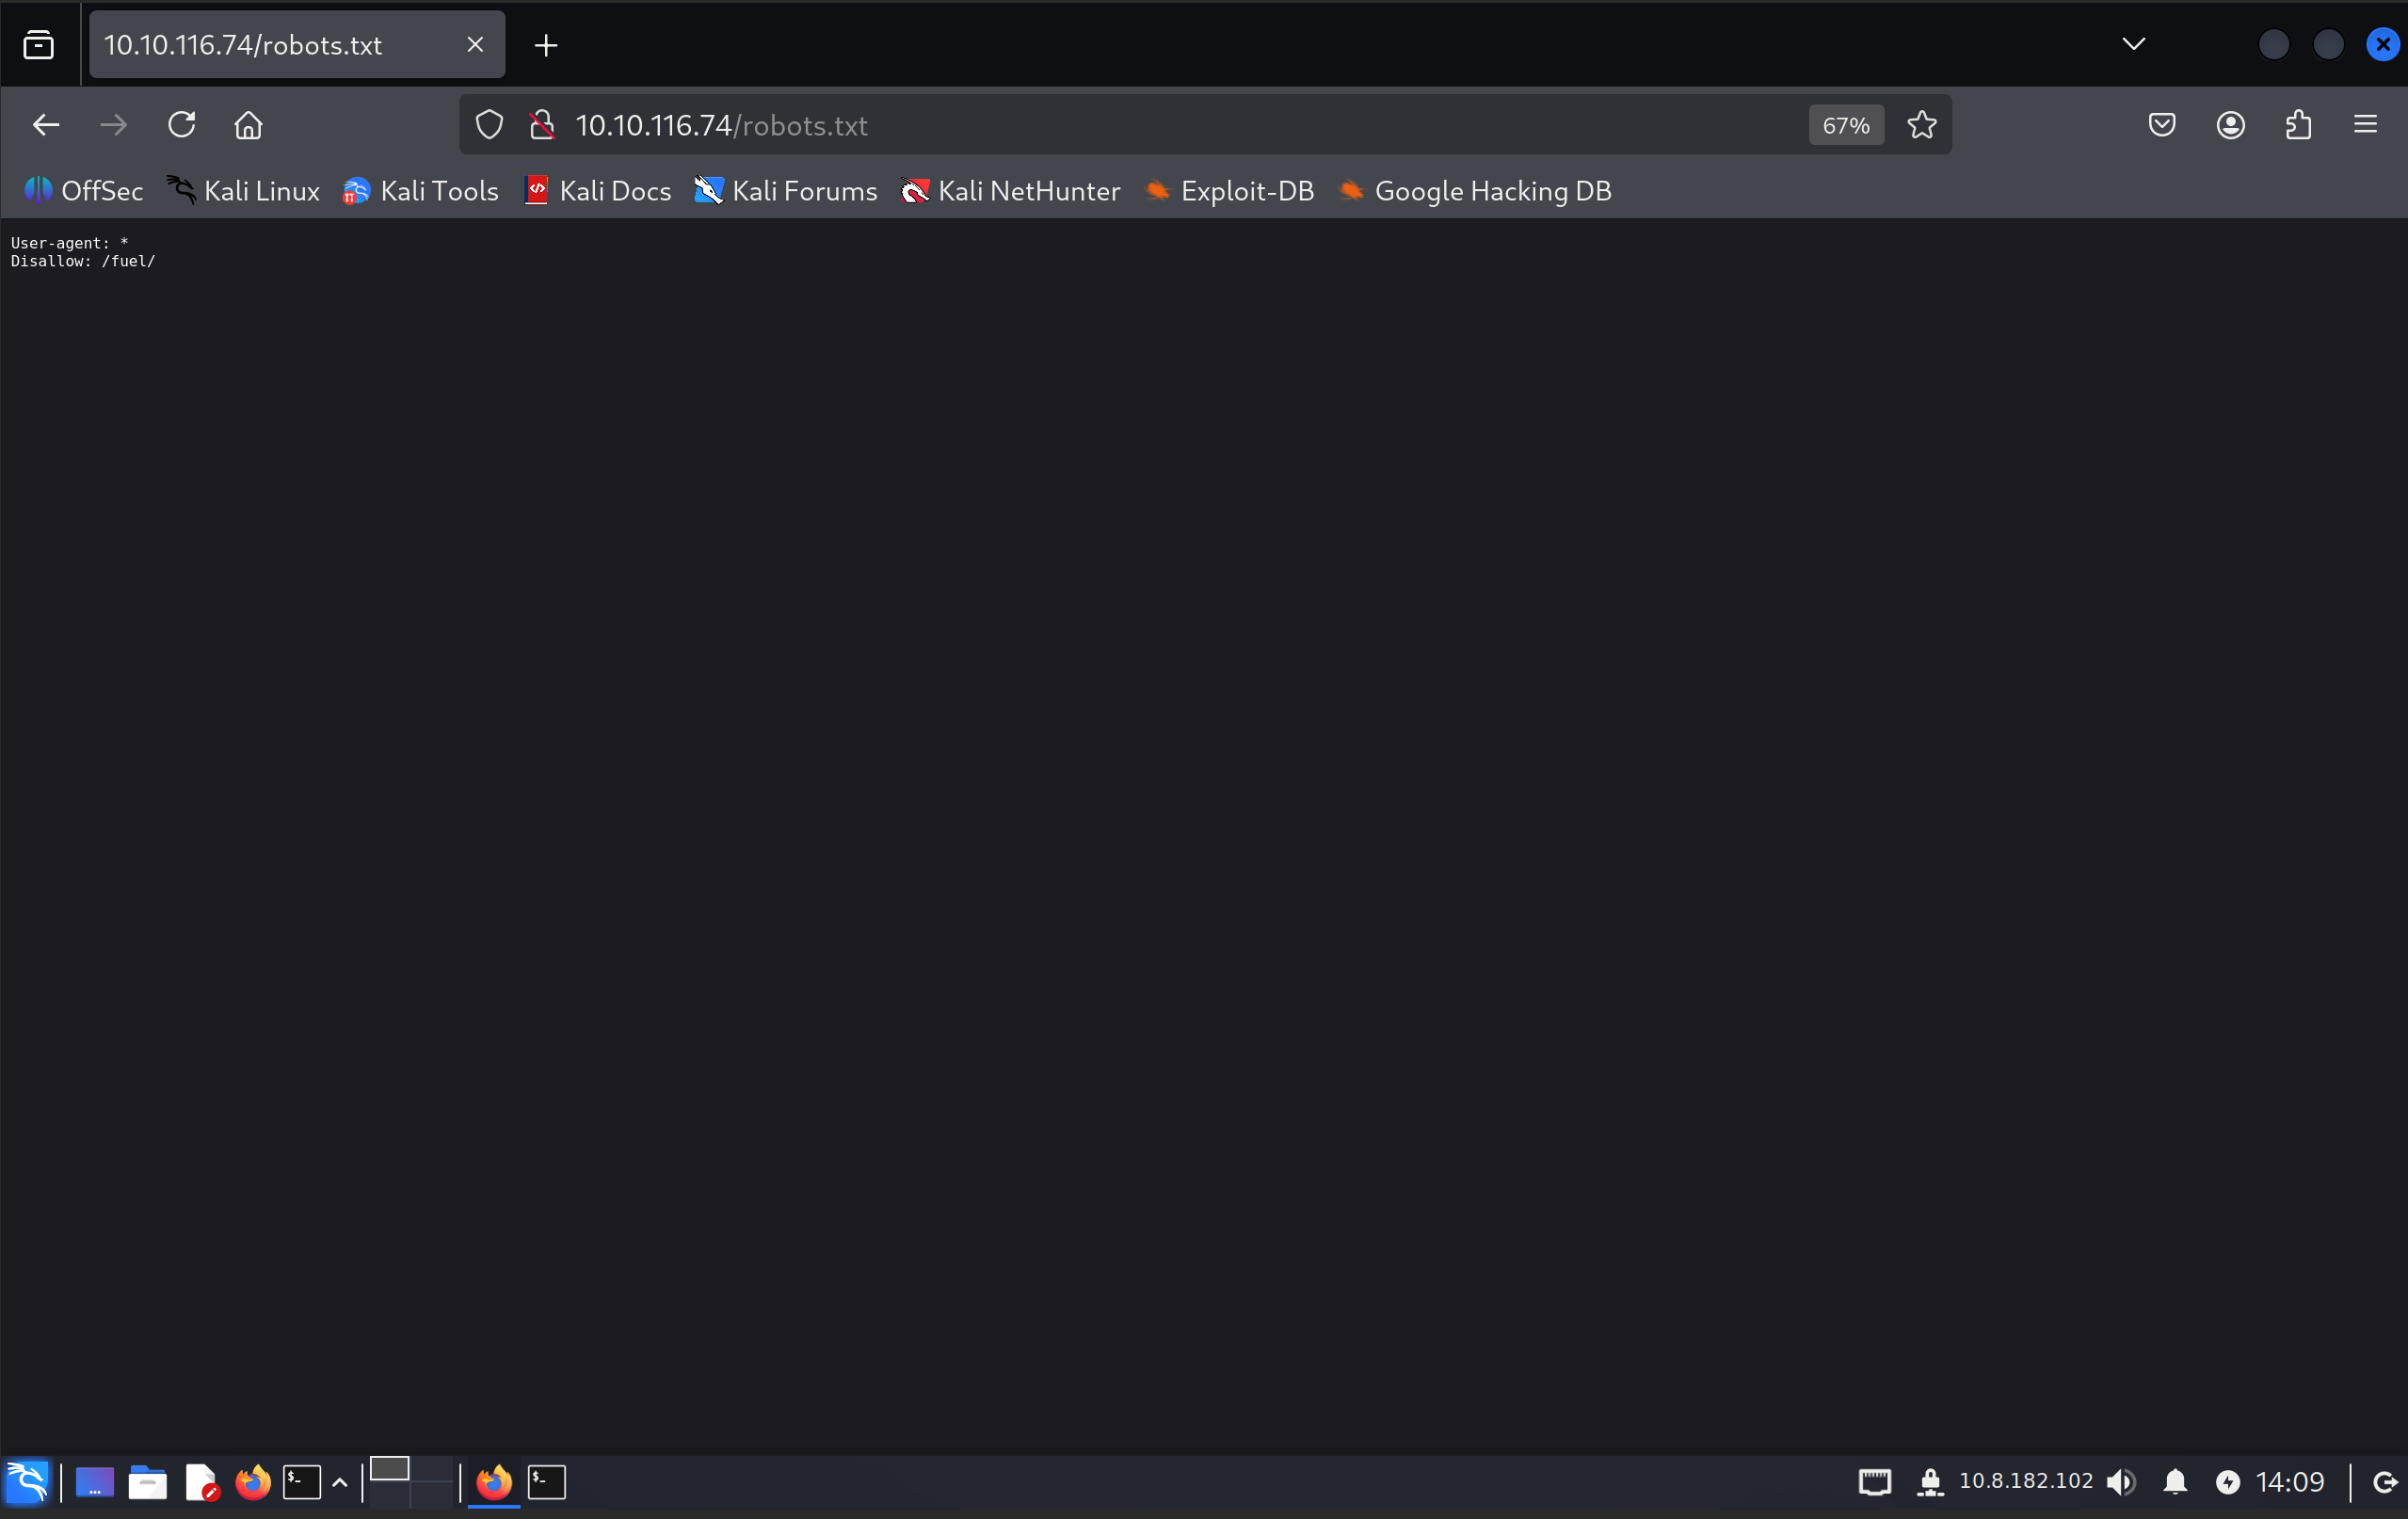 10.10.116.74/robots.txt
10.10.116.74/robots.txt
67%
OffSec
Kali Linux
Kali Tools
Kali Docs
Kali Forums
Kali NetHunter
Exploit-DB
Google Hacking DB
User-agent: *
Disallow: /fuel/
10.8.182.102
14:09